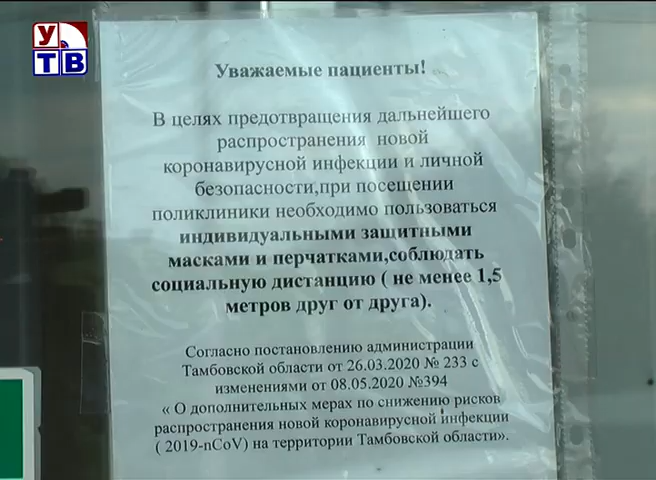 У
ТВ
Уважаемые пациенты!
В целях предотвращения дальнейшего
распространения новой
коронавирусной инфекции и личной
безопасности,при посещении
поликлиники необходимо пользоваться
индивидуальными защитными
масками и перчатками,соблюдать
социальную дистанцию ( не менее 1,5
метров друг от друга).
Согласно постановлению администрации
Тамбовской области от 26.03.2020 № 233 с
изменениями от 08.05.2020 №394
« О дополнительных мерах по снижению рисков
распространения новой коронавирусной инфекции
( 2019-nCoV) на территории Тамбовской области».